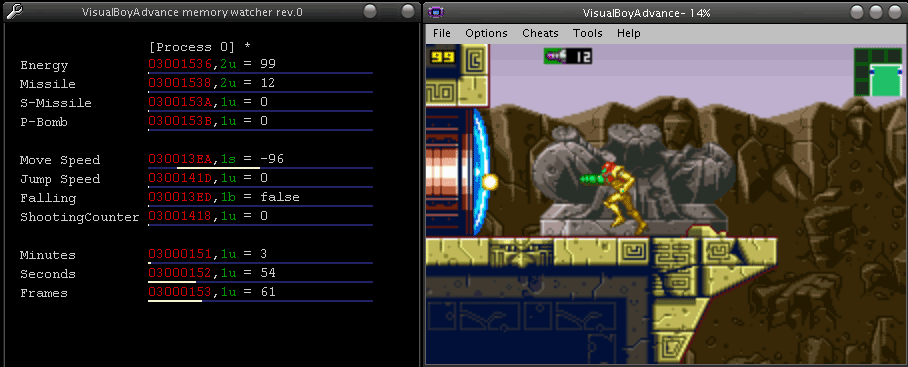 VisualBoyAdvance memory watcher rev.0
[Process 0] *
Energy 03001536,2u = 99
Missile 03001538,2u = 12
S-Missile 0300153A,1u = 0
P-Bomb 0300153B,1u = 0
Move Speed 030013EA,1s = -96
Jump Speed 0300141D,1u = 0
Falling 030013ED,1b = false
ShootingCounter 03001418,1u = 0
Minutes 03000151,1u = 3
Seconds 03000152,1u = 54
Frames 03000153,1u = 61
VisualBoyAdvance- 14%
File Options Cheats Tools Help
99 12